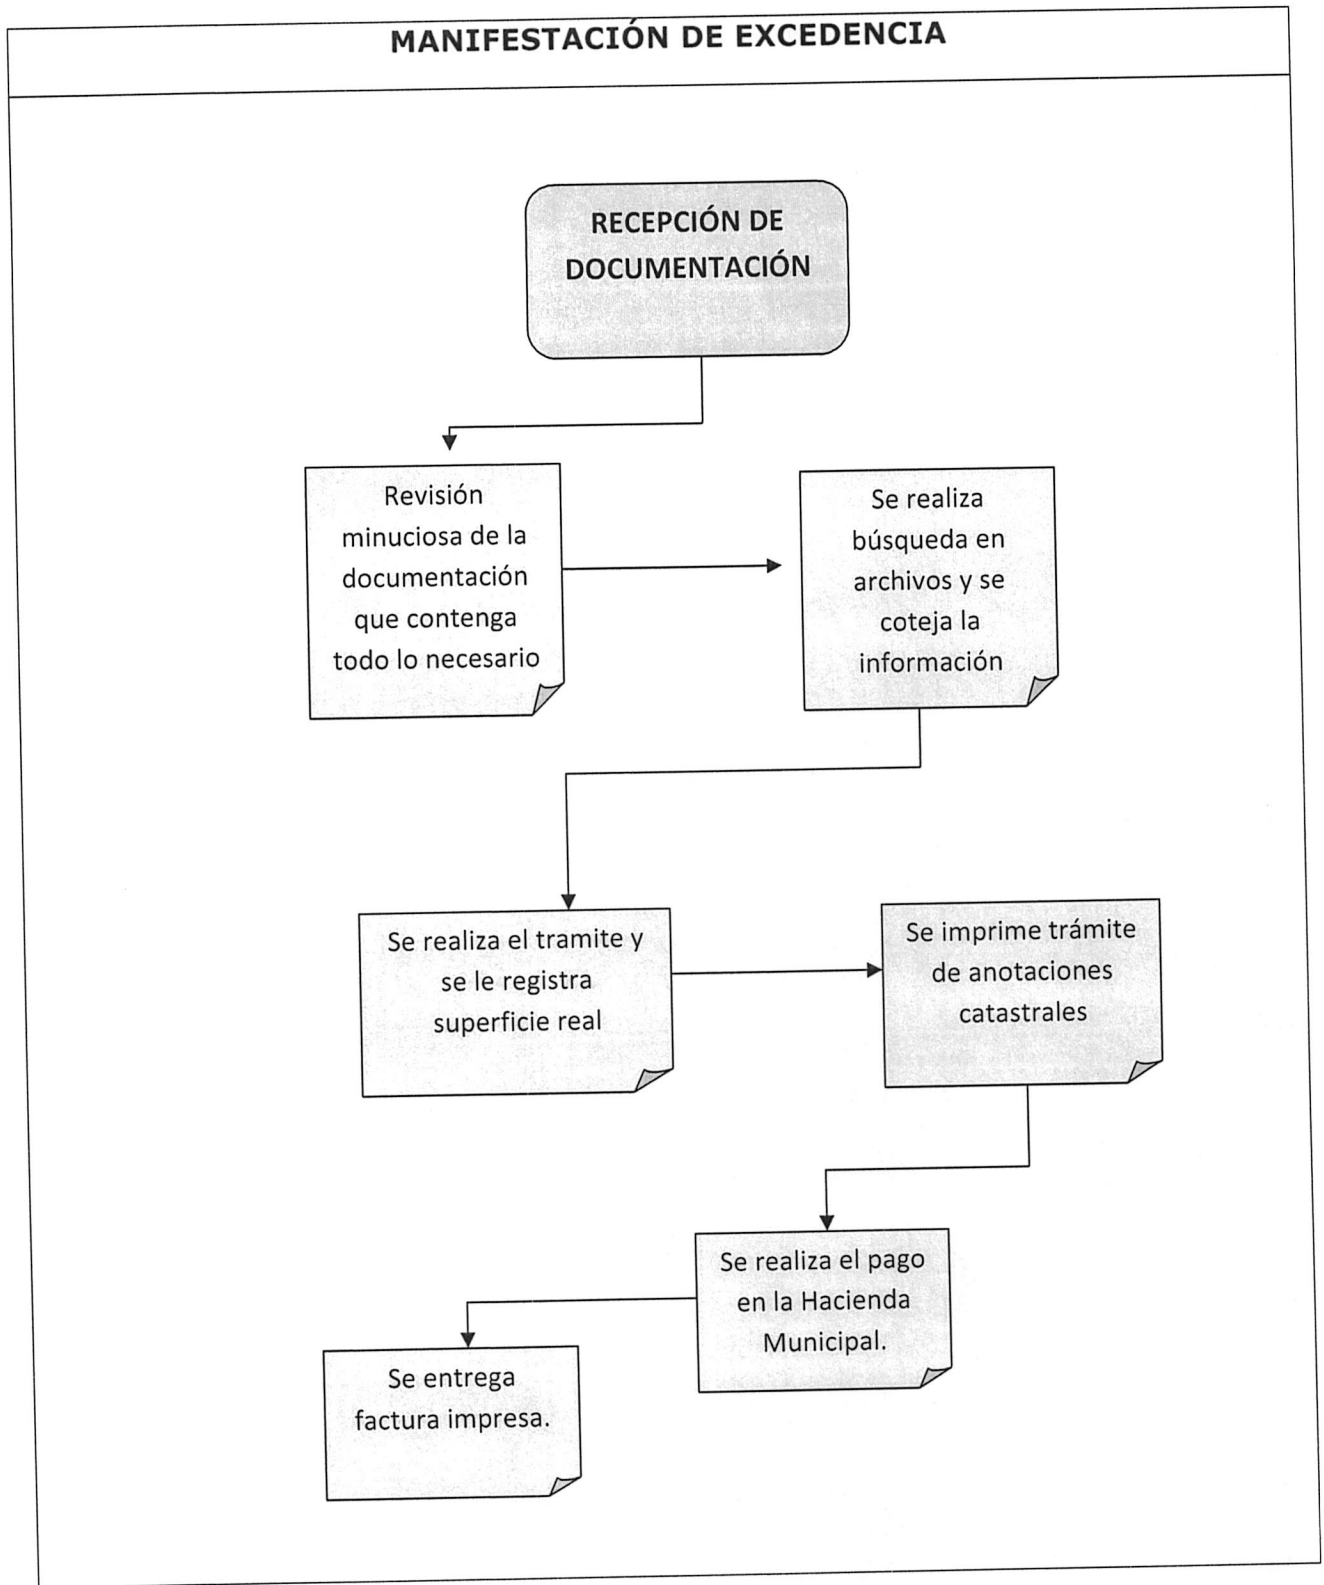 MANIFESTACIÓN DE EXCEDENCIA
RECEPCIÓN DE
DOCUMENTACIÓN
Revisión
minuciosa de la
documentación
que contenga
todo lo necesario
Se realiza
búsqueda en
archivos y se
coteja la
información
Se realiza el tramite y
se le registra
superficie real
Se imprime trámite
de anotaciones
catastrales
Se realiza el pago
en la Hacienda
Municipal.
Se entrega
factura impresa.